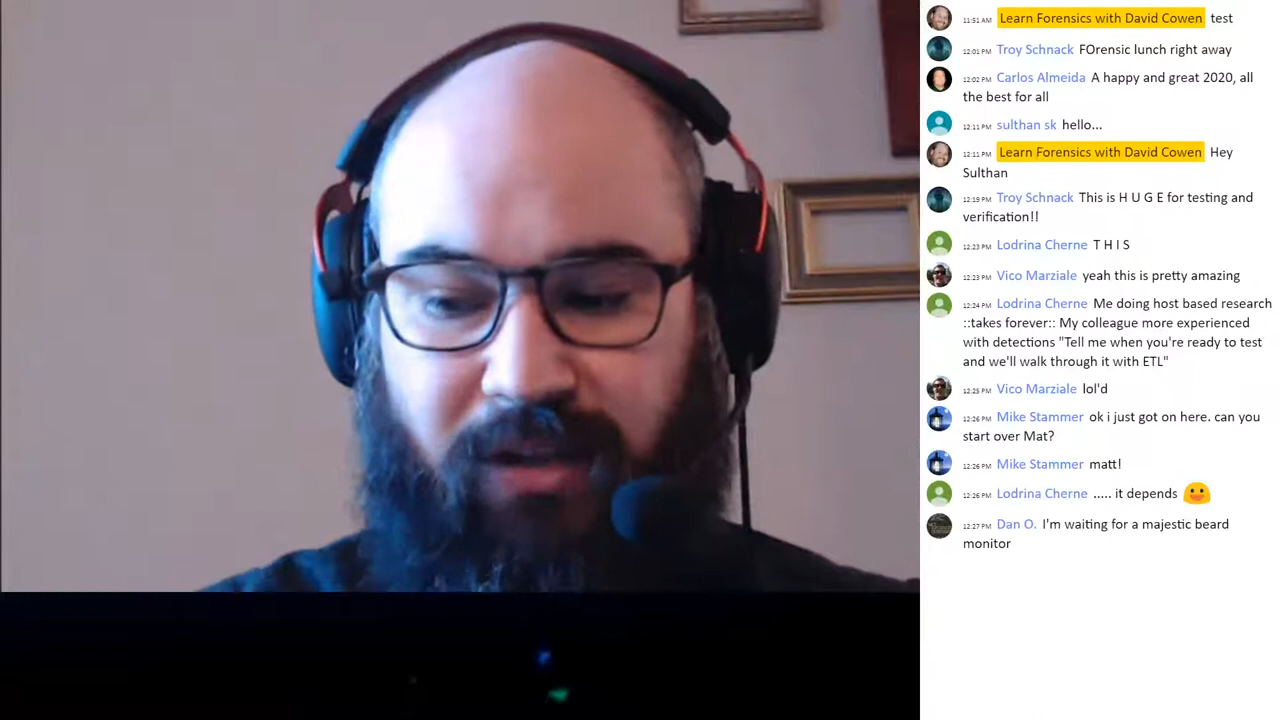 11:51 AM Learn Forensics with David Cowen test
12:01 PM Troy Schnack FOrensic lunch right away
12:02 PM Carlos Almeida A happy and great 2020, all
the best for all
12:11 PM sulthan sk hello...
12:11 PM Learn Forensics with David Cowen Hey
Sulthan
12:19 PM Troy Schnack This is H U G E for testing and
verification!!
12:23 PM Lodrina Cherne T H I S
12:23 PM Vico Marziale yeah this is pretty amazing
12:24 PM Lodrina Cherne Me doing host based research
::takes forever:: My colleague more experienced
with detections "Tell me when you're ready to test
and we'll walk through it with ETL"
12:25 PM Vico Marziale lol'd
12:26 PM Mike Stammer ok i just got on here. can you
start over Mat?
12:26 PM Mike Stammer matt!
12:26 PM Lodrina Cherne ..... it depends
12:27 PM Dan O. I'm waiting for a majestic beard
monitor